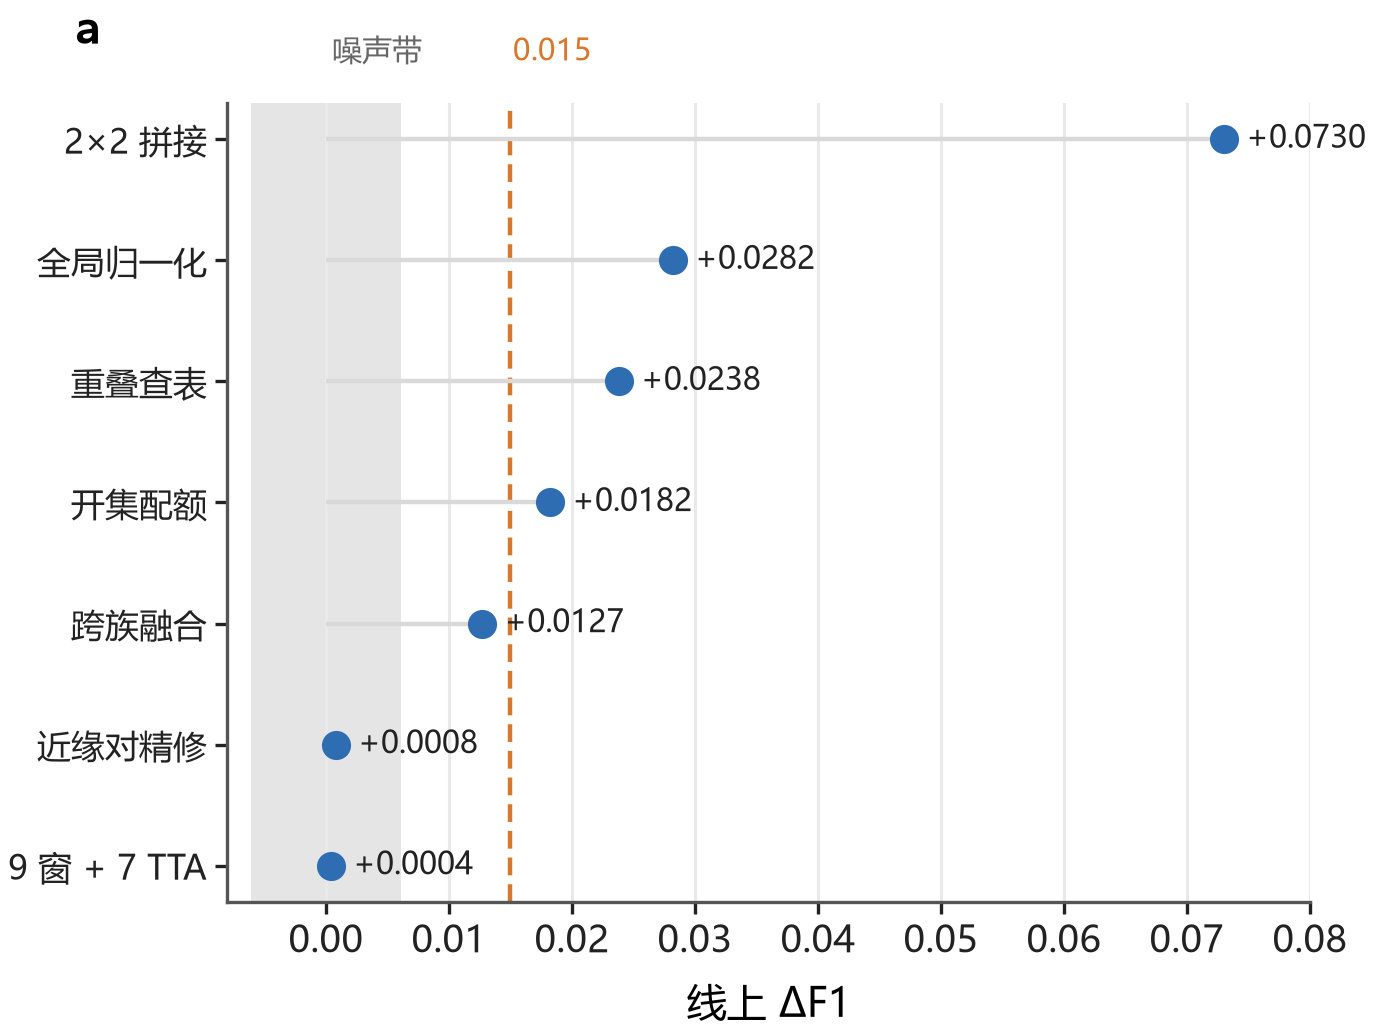 a
噪声带 0.015
2×2 拼接 +0.0730
全局归一化 +0.0282
重叠查表 +0.0238
开集配额 +0.0182
跨族融合 +0.0127
近缘对精修 +0.0008
9 窗 + 7 TTA +0.0004
0.00 0.01 0.02 0.03 0.04 0.05 0.06 0.07 0.08
线上 ΔF1